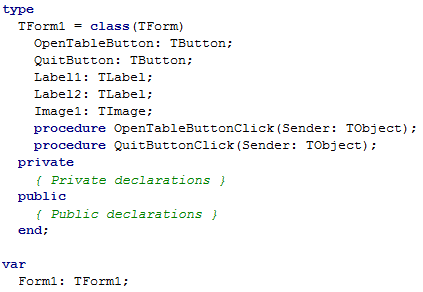 type
  TForm1 = class(TForm)
    OpenTableButton: TButton;
    QuitButton: TButton;
    Label1: TLabel;
    Label2: TLabel;
    Image1: TImage;
    procedure OpenTableButtonClick(Sender: TObject);
    procedure QuitButtonClick(Sender: TObject);
  private
    { Private declarations }
  public
    { Public declarations }
  end;

var
  Form1: TForm1;